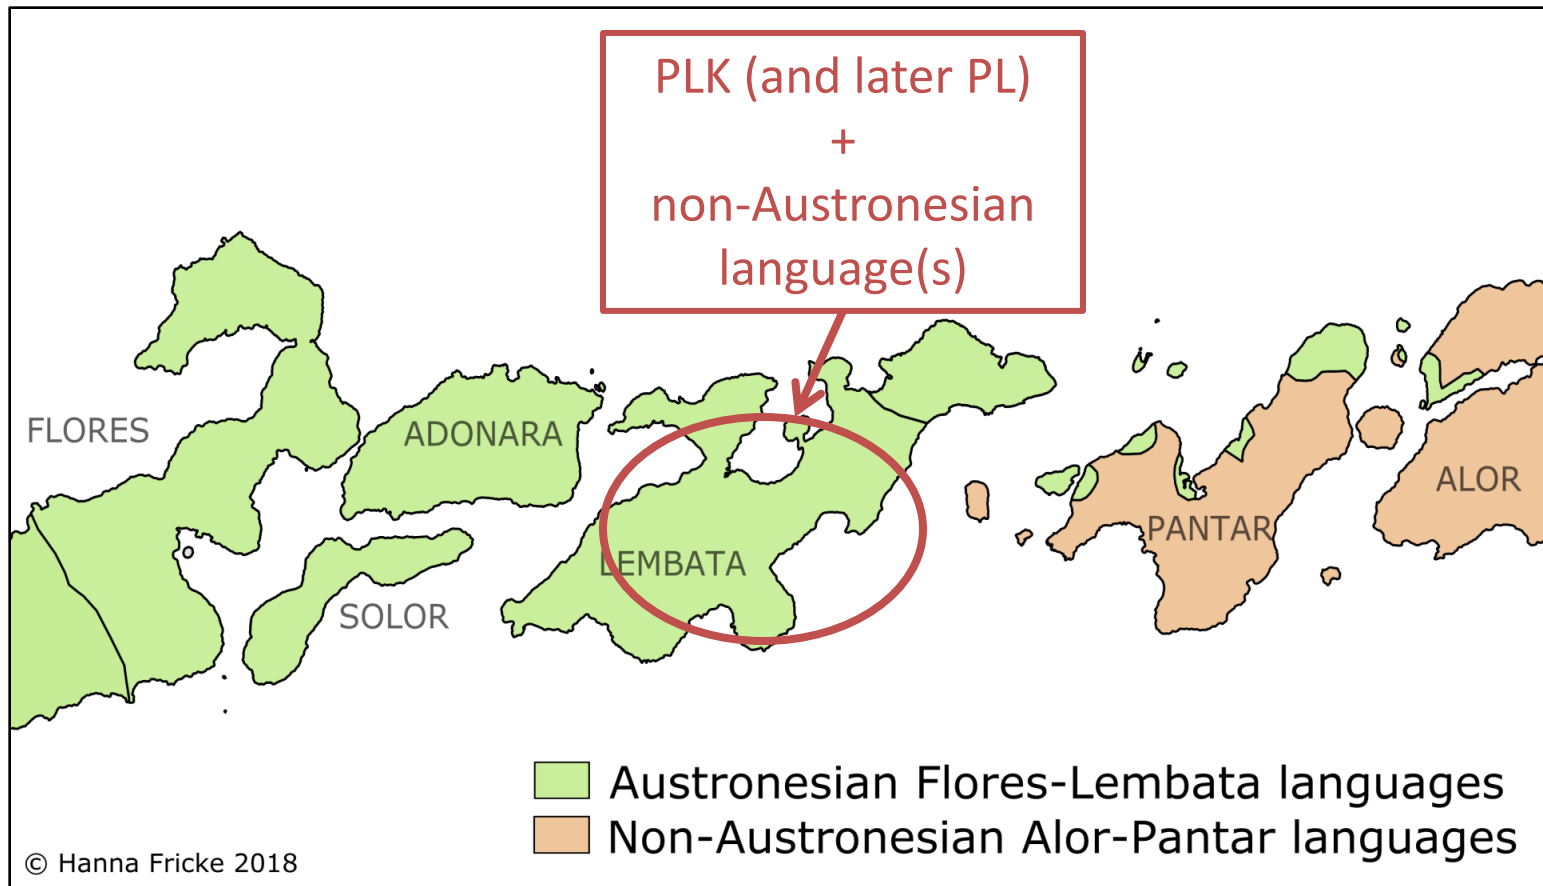 PLK (and later PL)
+
non-Austronesian
language(s)
FLORES
ADONARA
LEMBATA
SOLOR
PANTAR
ALOR
Austronesian Flores-Lembata languages
Non-Austronesian Alor-Pantar languages
© Hanna Fricke 2018